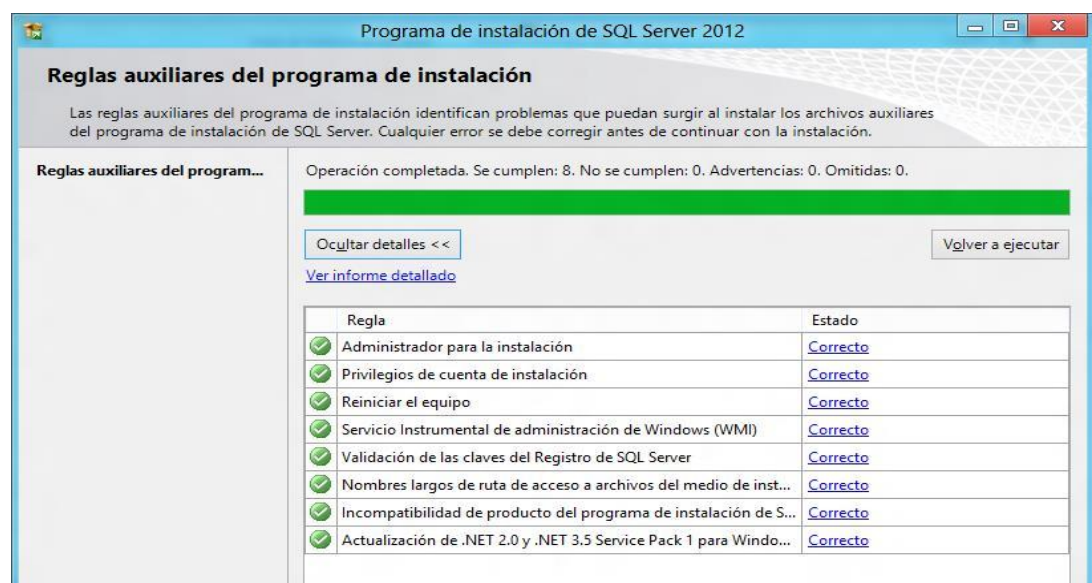 Programa de instalación de SQL Server 2012
Reglas auxiliares del programa de instalación
Las reglas auxiliares del programa de instalación identifican problemas que puedan surgir al instalar los archivos auxiliares
del programa de instalación de SQL Server. Cualquier error se debe corregir antes de continuar con la instalación.
Reglas auxiliares del program...
Operación completada. Se cumplen: 8. No se cumplen: 0. Advertencias: 0. Omitidas: 0.
Ocultar detalles <<
Volver a ejecutar
Ver informe detallado
Regla Estado
Administrador para la instalación Correcto
Privilegios de cuenta de instalación Correcto
Reiniciar el equipo Correcto
Servicio Instrumental de administración de Windows (WMI) Correcto
Validación de las claves del Registro de SQL Server Correcto
Nombres largos de ruta de acceso a archivos del medio de inst... Correcto
Incompatibilidad de producto del programa de instalación de S... Correcto
Actualización de .NET 2.0 y .NET 3.5 Service Pack 1 para Windo... Correcto